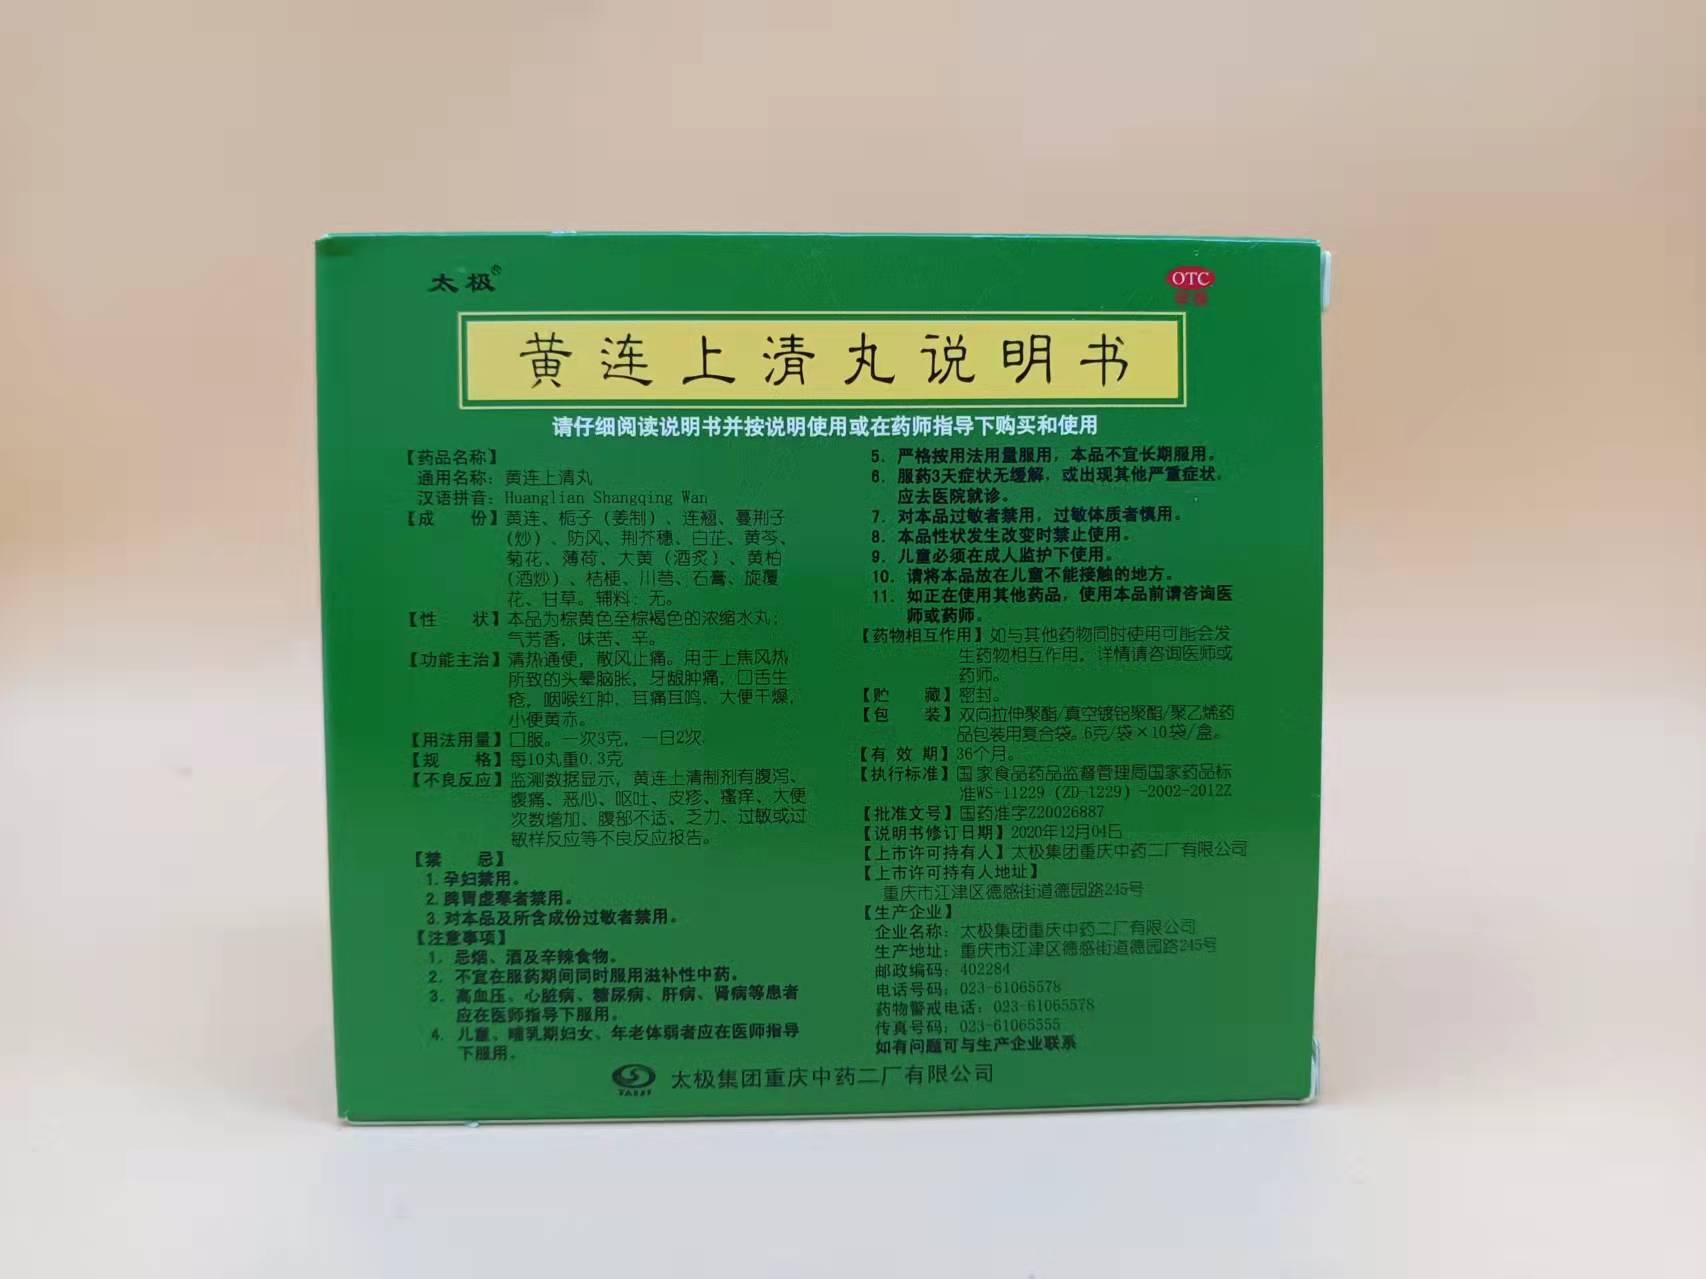 太极®
OTC
甲类
黄连上清丸说明书
请仔细阅读说明书并按说明使用或在药师指导下购买和使用
【药品名称】
通用名称：黄连上清丸
汉语拼音：Huanglian Shangqing Wan
【成 份】黄连、栀子（姜制）、连翘、蔓荆子
（炒）、防风、荆芥穗、白芷、黄芩、
菊花、薄荷、大黄（酒炙）、黄柏
（酒炒）、桔梗、川芎、石膏、旋覆
花、甘草。辅料：无。
【性 状】本品为棕黄色至棕褐色的浓缩水丸；
气芳香，味苦、辛。
【功能主治】清热通便，散风止痛。用于上焦风热
所致的头晕脑胀，牙龈肿痛，口舌生
疮，咽喉红肿，耳痛耳鸣，大便干燥，
小便黄赤。
【用法用量】口服。一次3克，一日2次
【规 格】每10丸重0.3克
【不良反应】监测数据显示，黄连上清制剂有腹泻、
腹痛、恶心、呕吐、皮疹、瘙痒、大便
次数增加、腹部不适、乏力、过敏或过
敏样反应等不良反应报告。
【禁 忌】
1.孕妇禁用。
2.脾胃虚寒者禁用。
3.对本品及所含成份过敏者禁用。
【注意事项】
1. 忌烟、酒及辛辣食物。
2. 不宜在服药期间同时服用滋补性中药。
3. 高血压、心脏病、糖尿病、肝病、肾病等患者
应在医师指导下服用。
4. 儿童、哺乳期妇女、年老体弱者应在医师指导
下服用。
5. 严格按用法用量服用，本品不宜长期服用。
6. 服药3天症状无缓解，或出现其他严重症状，
应去医院就诊。
7. 对本品过敏者禁用，过敏体质者慎用。
8. 本品性状发生改变时禁止使用。
9. 儿童必须在成人监护下使用。
10. 请将本品放在儿童不能接触的地方。
11. 如正在使用其他药品，使用本品前请咨询医
师或药师。
【药物相互作用】如与其他药物同时使用可能会发
生药物相互作用，详情请咨询医师或
药师。
【贮 藏】密封。
【包 装】双向拉伸聚酯/真空镀铝聚酯/聚乙烯药
品包装用复合袋。6克/袋×10袋/盒。
【有 效 期】36个月。
【执行标准】国家食品药品监督管理局国家药品标
准WS-11229（ZD-1229）-2002-2012Z
【批准文号】国药准字Z20026887
【说明书修订日期】2020年12月04日
【上市许可持有人】太极集团重庆中药二厂有限公司
【上市许可持有人地址】
重庆市江津区德感街道德园路245号
【生产企业】
企业名称：太极集团重庆中药二厂有限公司
生产地址：重庆市江津区德感街道德园路245号
邮政编码：402284
电话号码：023-61065578
药物警戒电话：023-61065578
传真号码：023-61065555
如有问题可与生产企业联系
TAIJI 太极集团重庆中药二厂有限公司